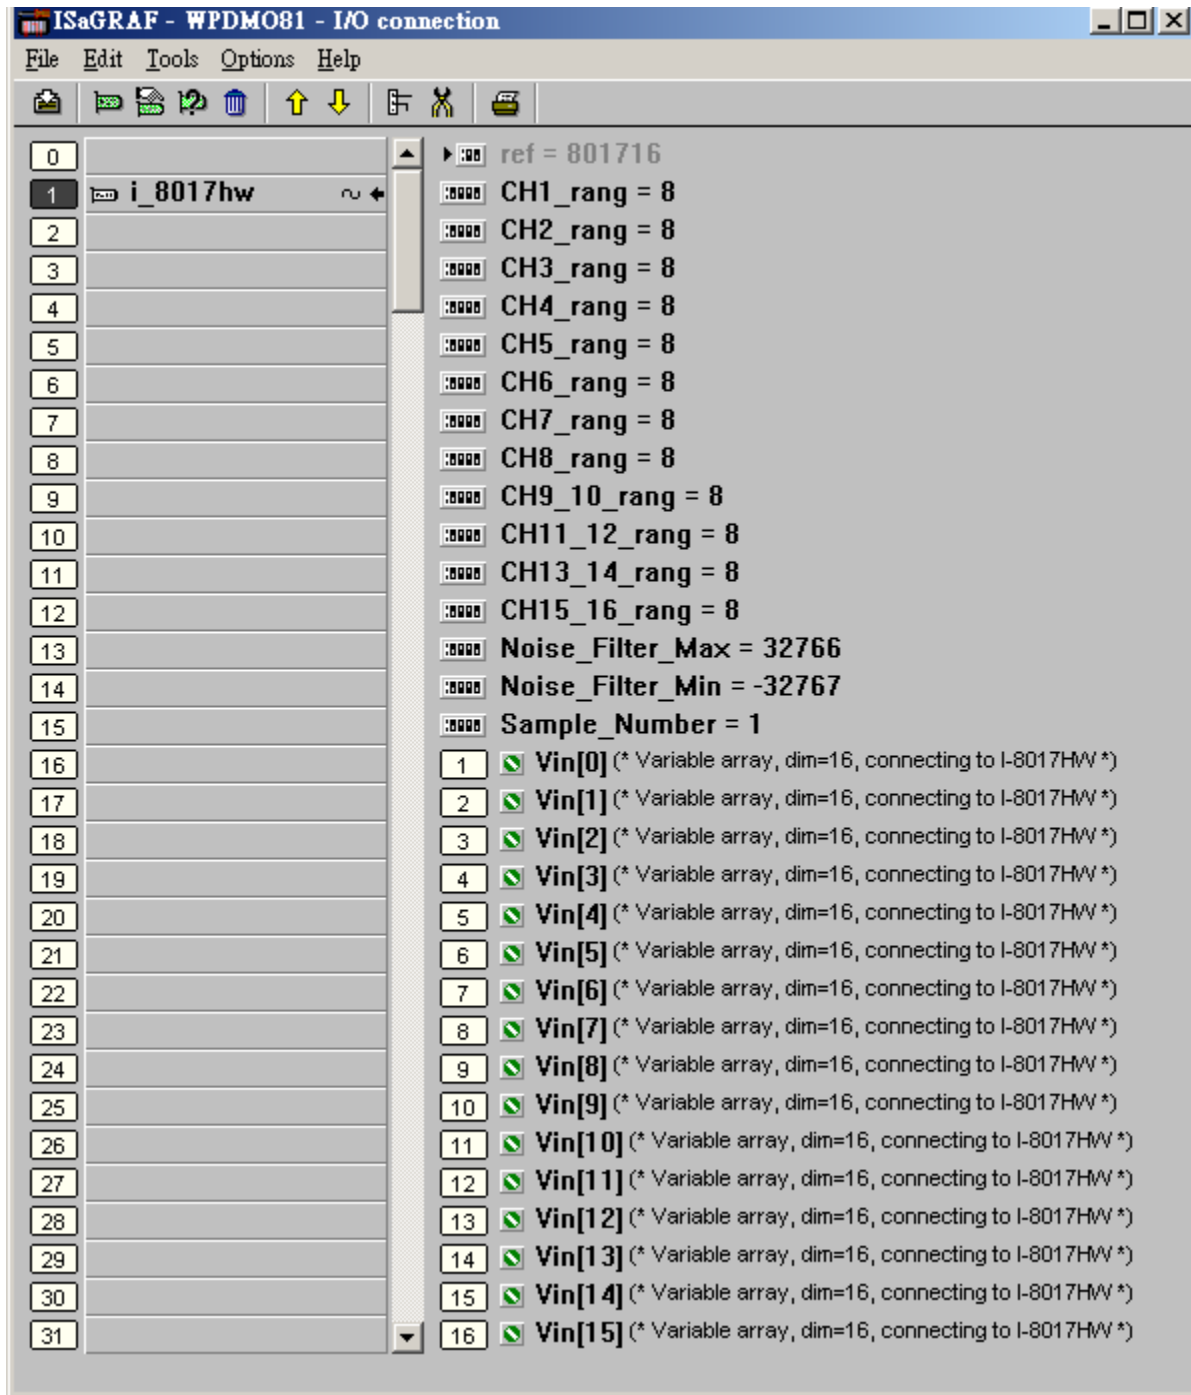 ISaGRAF - WPDMO81 - I/O connection
File Edit Tools Options Help
0
1 i_8017hw
2
3
4
5
6
7
8
9
10
11
12
13
14
15
16
17
18
19
20
21
22
23
24
25
26
27
28
29
30
31
ref = 801716
CH1_rang = 8
CH2_rang = 8
CH3_rang = 8
CH4_rang = 8
CH5_rang = 8
CH6_rang = 8
CH7_rang = 8
CH8_rang = 8
CH9_10_rang = 8
CH11_12_rang = 8
CH13_14_rang = 8
CH15_16_rang = 8
Noise_Filter_Max = 32766
Noise_Filter_Min = -32767
Sample_Number = 1
1 Vin[0] (* Variable array, dim=16, connecting to I-8017HW *)
2 Vin[1] (* Variable array, dim=16, connecting to I-8017HW *)
3 Vin[2] (* Variable array, dim=16, connecting to I-8017HW *)
4 Vin[3] (* Variable array, dim=16, connecting to I-8017HW *)
5 Vin[4] (* Variable array, dim=16, connecting to I-8017HW *)
6 Vin[5] (* Variable array, dim=16, connecting to I-8017HW *)
7 Vin[6] (* Variable array, dim=16, connecting to I-8017HW *)
8 Vin[7] (* Variable array, dim=16, connecting to I-8017HW *)
9 Vin[8] (* Variable array, dim=16, connecting to I-8017HW *)
10 Vin[9] (* Variable array, dim=16, connecting to I-8017HW *)
11 Vin[10] (* Variable array, dim=16, connecting to I-8017HW *)
12 Vin[11] (* Variable array, dim=16, connecting to I-8017HW *)
13 Vin[12] (* Variable array, dim=16, connecting to I-8017HW *)
14 Vin[13] (* Variable array, dim=16, connecting to I-8017HW *)
15 Vin[14] (* Variable array, dim=16, connecting to I-8017HW *)
16 Vin[15] (* Variable array, dim=16, connecting to I-8017HW *)